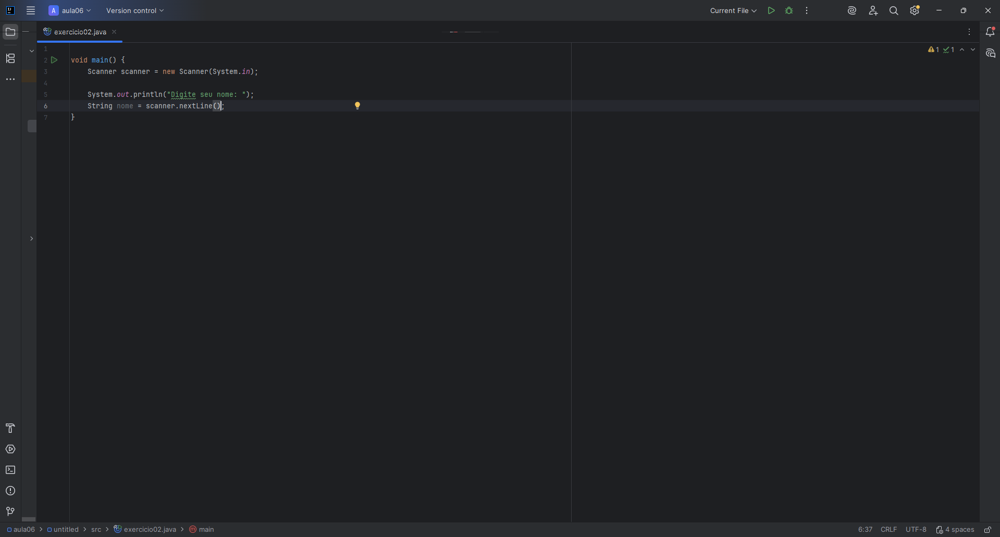 A aula06 Version control Current File
exercicio02.java
1
2 void main() {
3 Scanner scanner = new Scanner(System.in);
4
5 System.out.println("Digite seu nome: ");
6 String nome = scanner.nextLine();
7 }
1 1
aula06 > untitled > src > exercicio02.java > main 6:37 CRLF UTF-8 4 spaces